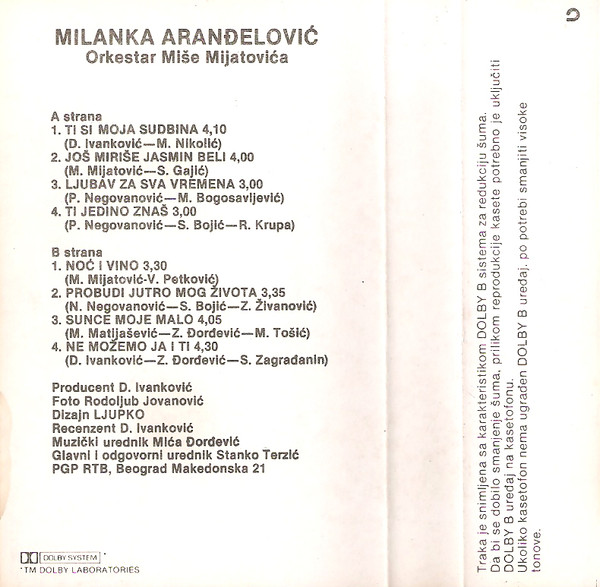 MILANKA ARANĐELOVIĆ
Orkestar Miše Mijatovića
A strana
1. TI SI MOJA SUDBINA 4,10
(D. Ivanković—M. Nikolić)
2. JOŠ MIRIŠE JASMIN BELI 4,00
(M. Mijatović—S. Gajić)
3. LJUBAV ZA SVA VREMENA 3,00
(P. Negovanović—M. Bogosavljević)
4. TI JEDINO ZNAŠ 3,00
(P. Negovanović—S. Bojić—R. Krupa)
B strana
1. NOĆ I VINO 3,30
(M. Mijatović-V. Petković)
2. PROBUDI JUTRO MOG ŽIVOTA 3,35
(N. Negovanović—S. Bojić—Z. Živanović)
3. SUNCE MOJE MALO 4,05
(M. Matijašević—Z. Đorđević—M. Tošić)
4. NE MOŽEMO JA I TI 4,30
(D. Ivanković—Z. Đorđević—S. Zagrađanin)
Producent D. Ivanković
Foto Rodoljub Jovanović
Dizajn LJUPKO
Recenzent D. Ivanković
Muzički urednik Mića Đorđević
Glavni i odgovorni urednik Stanko Terzić
PGP RTB, Beograd Makedonska 21
DOLBY SYSTEM *
*TM DOLBY LABORATORIES
Traka je snimljena sa karakteristikom DOLBY B sistema za redukciju šuma.
Da bi se dobilo smanjenje šuma, prilikom reprodukcije kasete potrebno je uključiti
DOLBY B uređaj na kasetofonu.
Ukoliko kasetofon nema ugrađen DOLBY B uređaj, po potrebi smanjiti visoke
tonove.